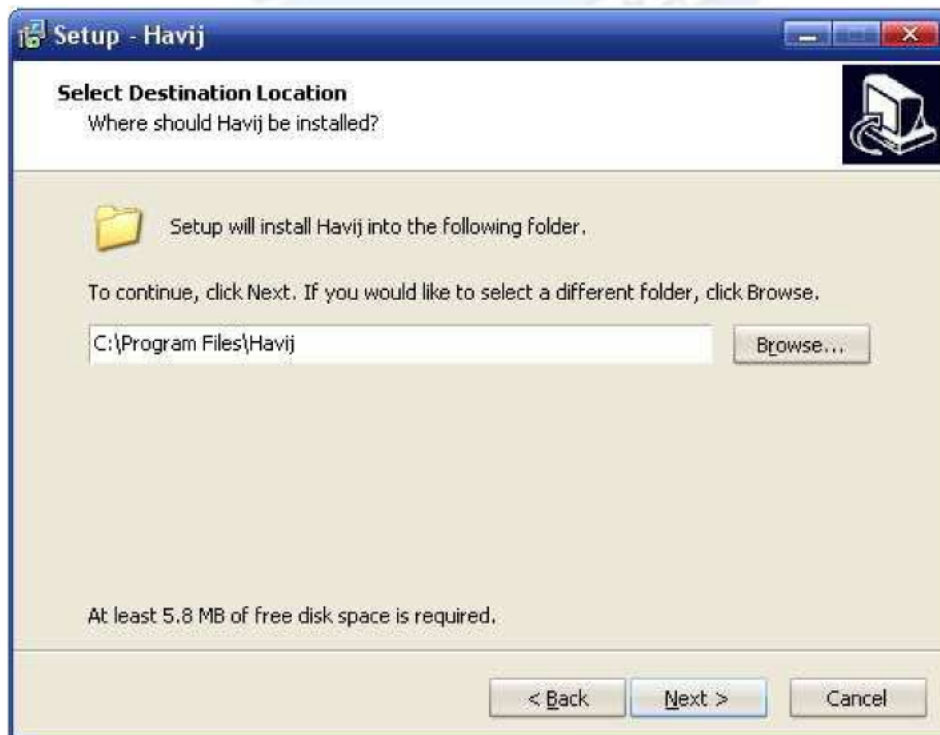 Setup - Havij
Select Destination Location
Where should Havij be installed?
Setup will install Havij into the following folder.
To continue, click Next. If you would like to select a different folder, click Browse.
C:\Program Files\Havij
Browse...
At least 5.8 MB of free disk space is required.
< Back
Next >
Cancel